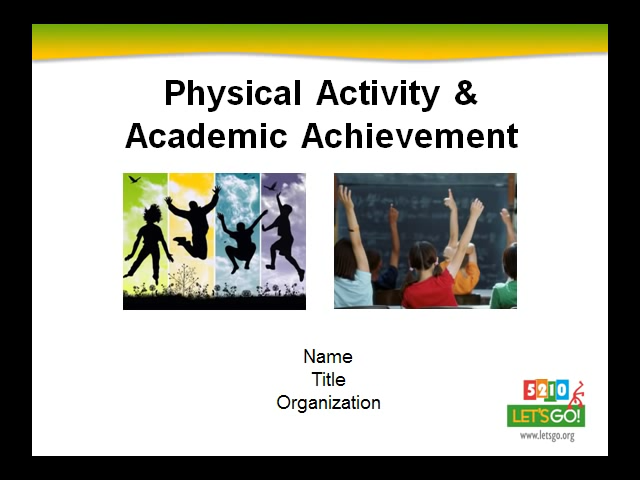 Physical Activity &
Academic Achievement
Name
Title
Organization
5210
LET'S GO!
www.letsgo.org